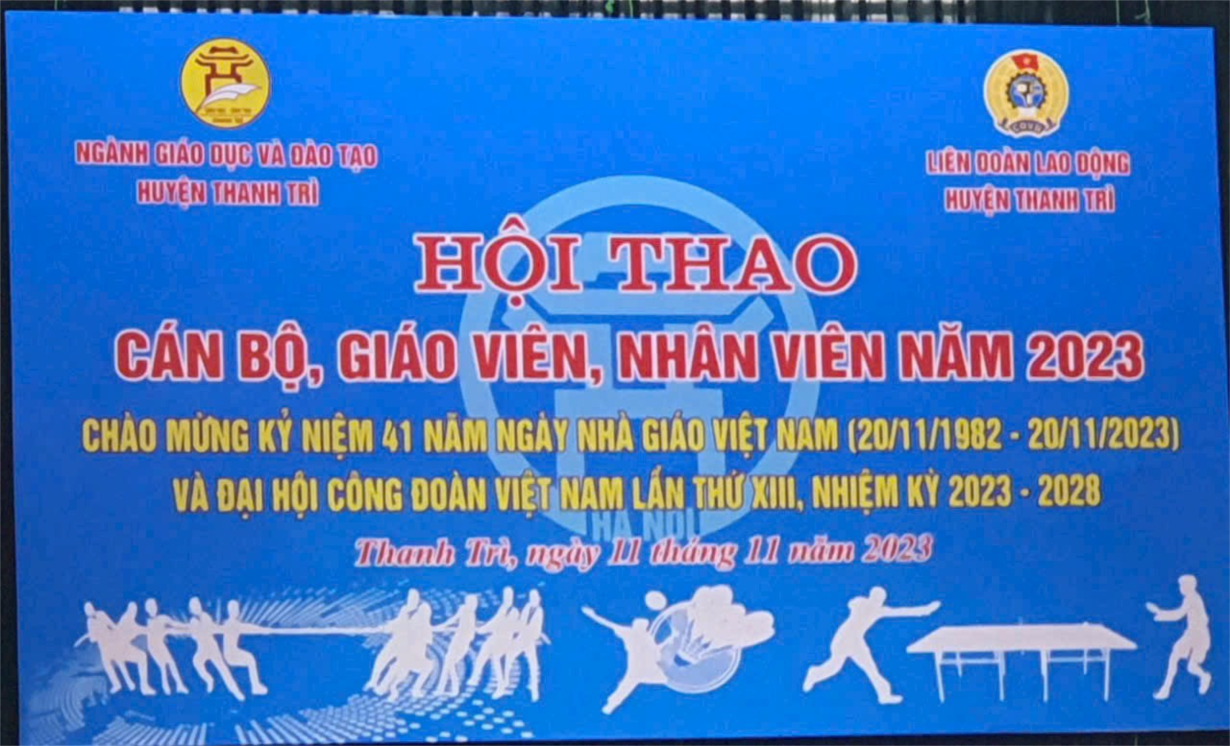 NGÀNH GIÁO DỤC VÀ ĐÀO TẠO
HUYỆN THANH TRÌ
CĐVN
LIÊN ĐOÀN LAO ĐỘNG
HUYỆN THANH TRÌ
HỘI THAO
CÁN BỘ, GIÁO VIÊN, NHÂN VIÊN NĂM 2023
CHÀO MỪNG KỶ NIỆM 41 NĂM NGÀY NHÀ GIÁO VIỆT NAM (20/11/1982 - 20/11/2023)
VÀ ĐẠI HỘI CÔNG ĐOÀN VIỆT NAM LẦN THỨ XIII, NHIỆM KỲ 2023 - 2028
HÀ NỘI
Thanh Trì, ngày 11 tháng 11 năm 2023